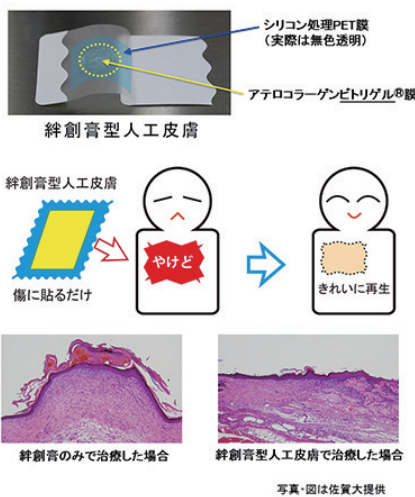 シリコン処理PET膜
（実際は無色透明）
アテロコラーゲンビトリゲル®膜
絆創膏型人工皮膚
絆創膏型人工皮膚
傷に貼るだけ
やけど
きれいに再生
絆創膏のみで治療した場合
絆創膏型人工皮膚で治療した場合
写真・図は佐賀大提供